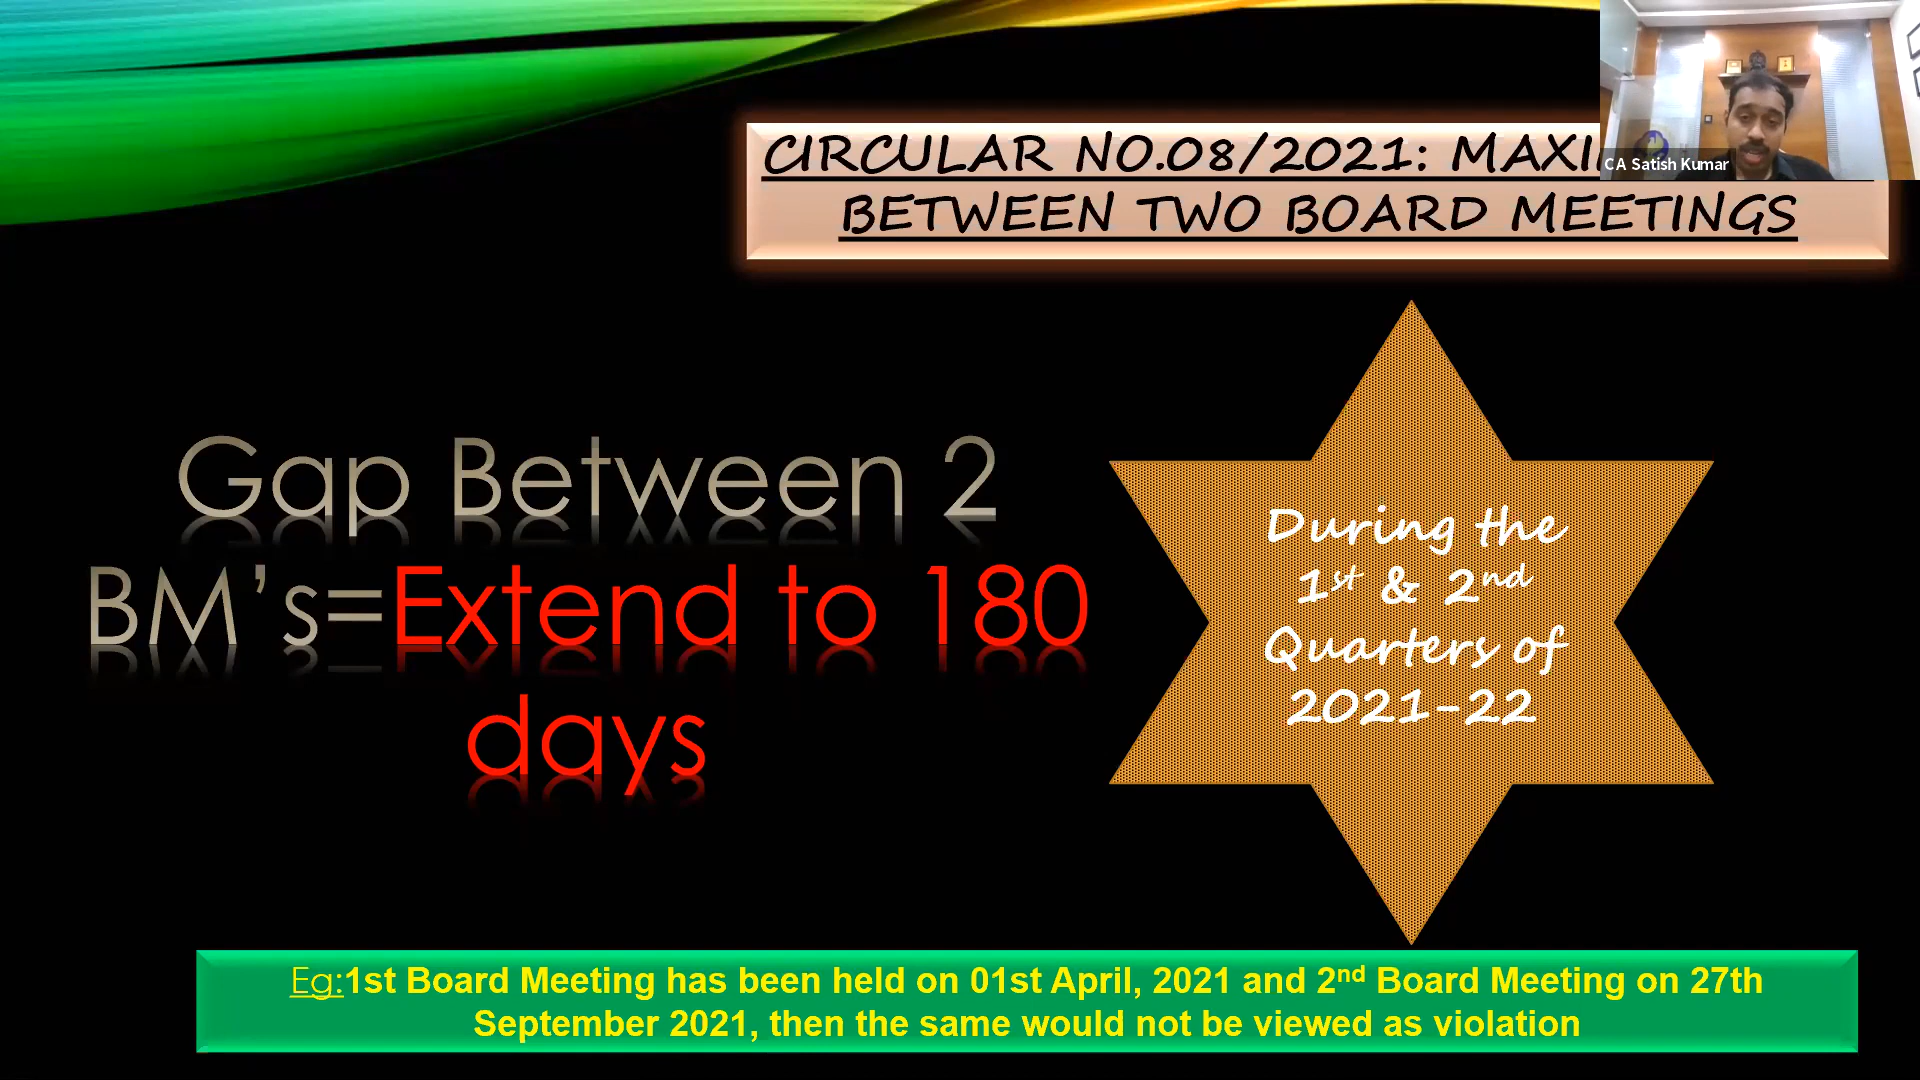 CIRCULAR NO.08/2021:
BETWEEN TWO BOARD MEETINGS
CA Satish Kumar
Gap Between 2
BM’s=Extend to 180
days
During the
1st & 2nd
Quarters of
2021-22
Eg:1st Board Meeting has been held on 01st April, 2021 and 2nd Board Meeting on 27th
September 2021, then the same would not be viewed as violation